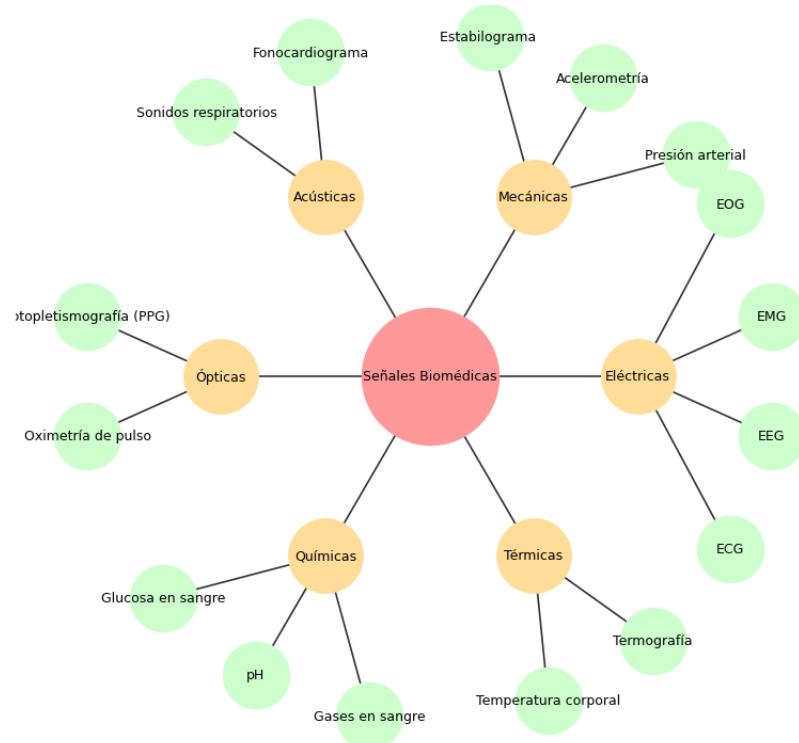 Estabilograma
Fonocardiograma
Acelerometría
Sonidos respiratorios
Presión arterial
Acústicas
Mecánicas
EOG
otopletismografía (PPG)
EMG
Ópticas
Señales Biomédicas
Eléctricas
Oximetría de pulso
EEG
Químicas
Térmicas
ECG
Glucosa en sangre
Termografía
pH
Temperatura corporal
Gases en sangre